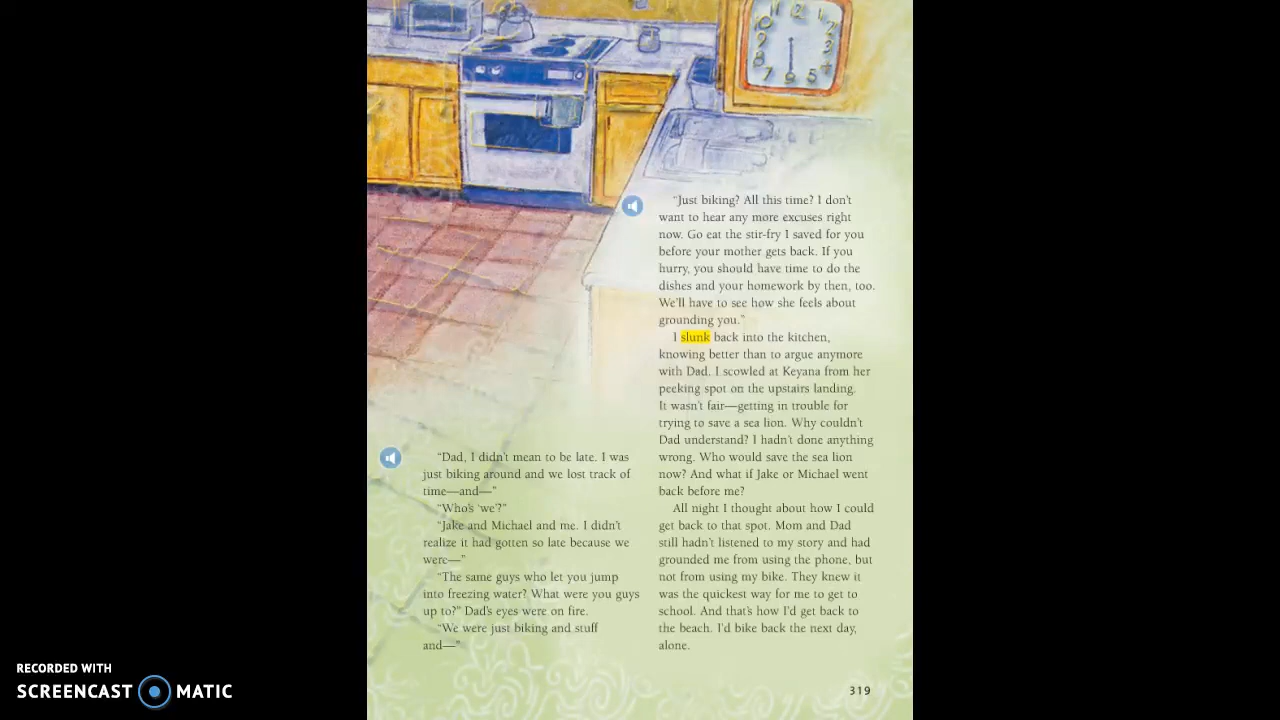 11 12 1
10 2
9 3
8 4
7 6 5
"Dad, I didn't mean to be late. I was
just biking around and we lost track of
time—and—"
"Who's 'we'?"
"Jake and Michael and me. I didn't
realize it had gotten so late because we
were—"
"The same guys who let you jump
into freezing water? What were you guys
up to?" Dad's eyes were on fire.
"We were just biking and stuff
and—"
"Just biking? All this time? I don't
want to hear any more excuses right
now. Go eat the stir-fry I saved for you
before your mother gets back. If you
hurry, you should have time to do the
dishes and your homework by then, too.
We'll have to see how she feels about
grounding you."
I slunk back into the kitchen,
knowing better than to argue anymore
with Dad. I scowled at Keyana from her
peeking spot on the upstairs landing.
It wasn't fair—getting in trouble for
trying to save a sea lion. Why couldn't
Dad understand? I hadn't done anything
wrong. Who would save the sea lion
now? And what if Jake or Michael went
back before me?
All night I thought about how I could
get back to that spot. Mom and Dad
still hadn't listened to my story and had
grounded me from using the phone, but
not from using my bike. They knew it
was the quickest way for me to get to
school. And that's how I'd get back to
the beach. I'd bike back the next day,
alone.
319
RECORDED WITH
SCREENCAST MATIC